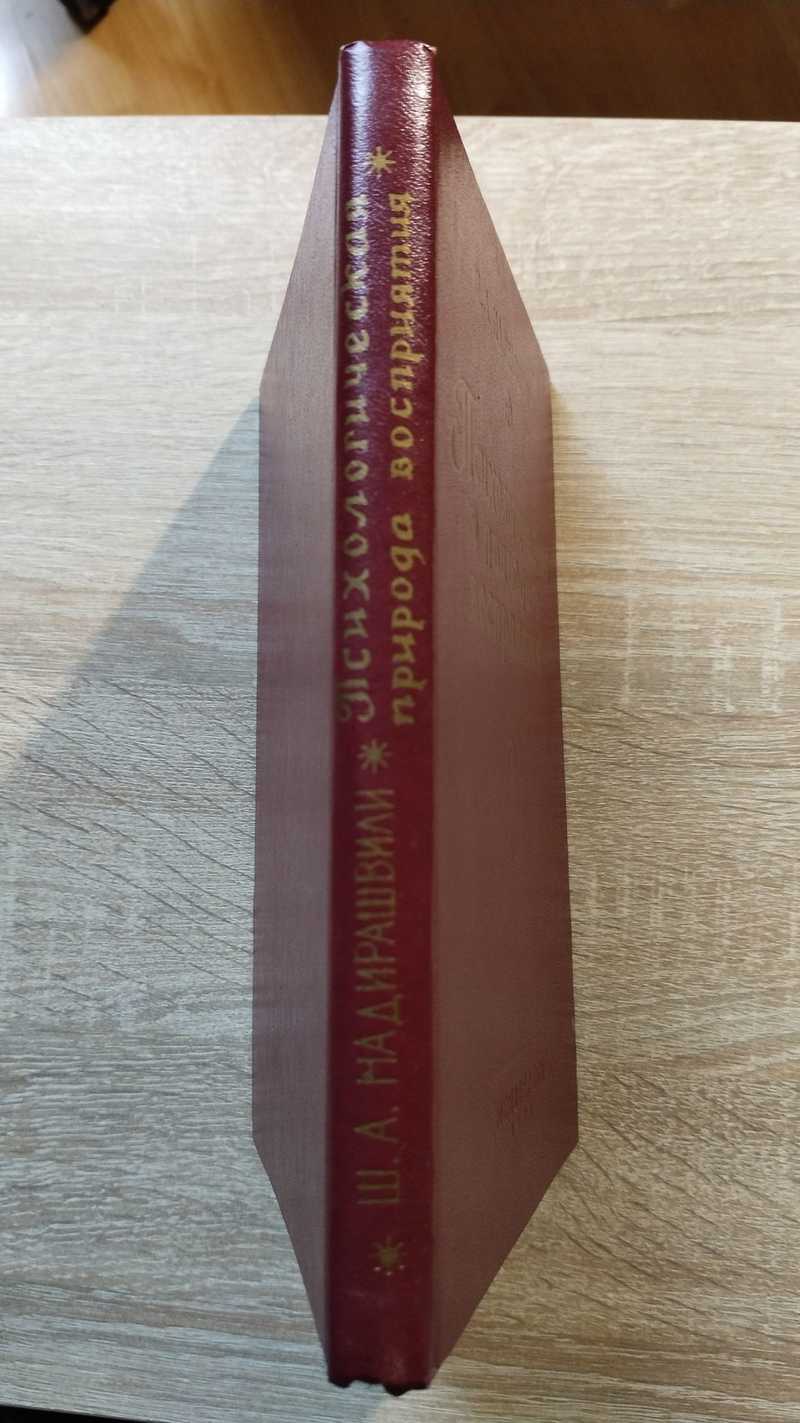 Ш. А. НАДИРАШВИЛИ * Психологическая
природа восприятия *